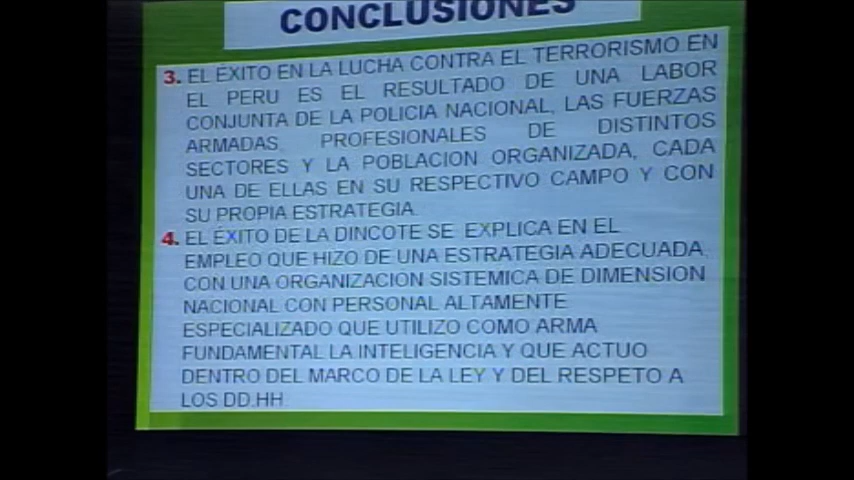 CONCLUSIONES
3. EL ÉXITO EN LA LUCHA CONTRA EL TERRORISMO EN
EL PERU ES EL RESULTADO DE UNA LABOR
CONJUNTA DE LA POLICIA NACIONAL, LAS FUERZAS
ARMADAS, PROFESIONALES DE DISTINTOS
SECTORES Y LA POBLACION ORGANIZADA, CADA
UNA DE ELLAS EN SU RESPECTIVO CAMPO Y CON
SU PROPIA ESTRATEGIA.
4. EL ÉXITO DE LA DINCOTE SE EXPLICA EN EL
EMPLEO QUE HIZO DE UNA ESTRATEGIA ADECUADA,
CON UNA ORGANIZACIÓN SISTEMICA DE DIMENSION
NACIONAL CON PERSONAL ALTAMENTE
ESPECIALIZADO QUE UTILIZO COMO ARMA
FUNDAMENTAL LA INTELIGENCIA Y QUE ACTUO
DENTRO DEL MARCO DE LA LEY Y DEL RESPETO A
LOS DD.HH.